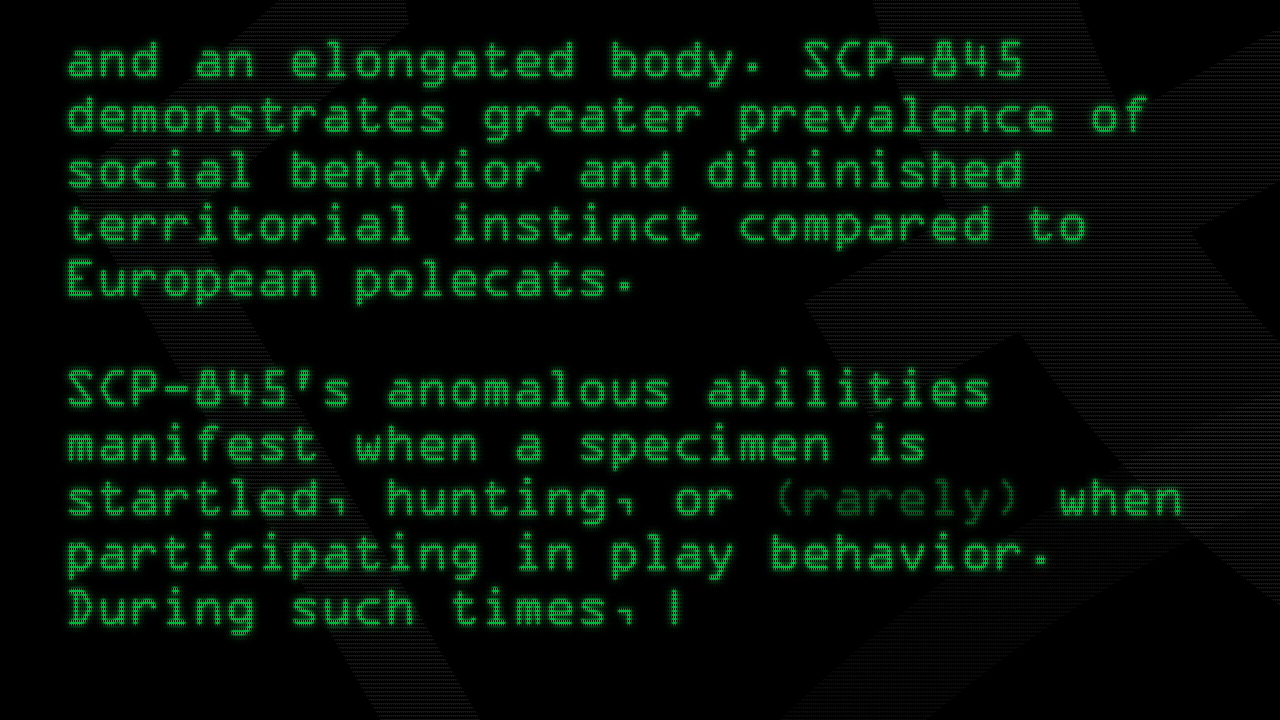 and an elongated body. SCP-845
demonstrates greater prevalence of
social behavior and diminished
territorial instinct compared to
European polecats.
SCP-845's anomalous abilities
manifest when a specimen is
startled, hunting, or (rarely) when
participating in play behavior.
During such times,